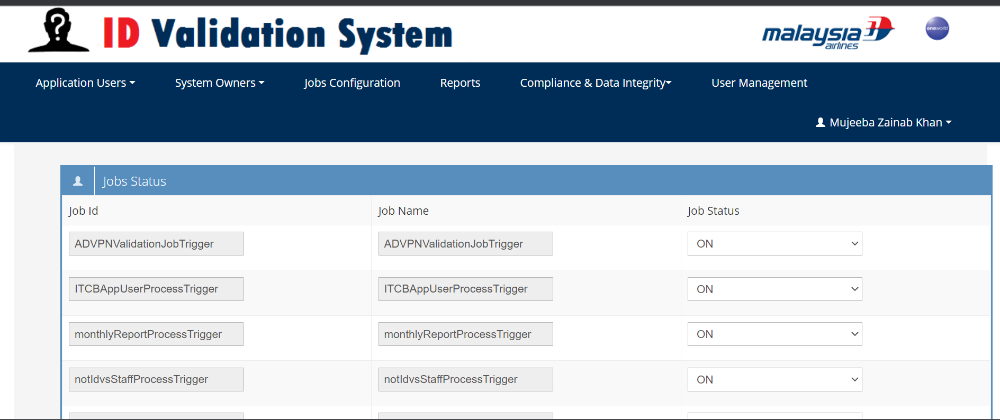 ID Validation System
malaysia airlines
oneworld
Application Users
System Owners
Jobs Configuration
Reports
Compliance & Data Integrity
User Management
Mujeeba Zainab Khan
Jobs Status
Job Id Job Name Job Status
ADVPNValidationJobTrigger ADVPNValidationJobTrigger ON
ITCBAppUserProcessTrigger ITCBAppUserProcessTrigger ON
monthlyReportProcessTrigger monthlyReportProcessTrigger ON
notIdvsStaffProcessTrigger notIdvsStaffProcessTrigger ON